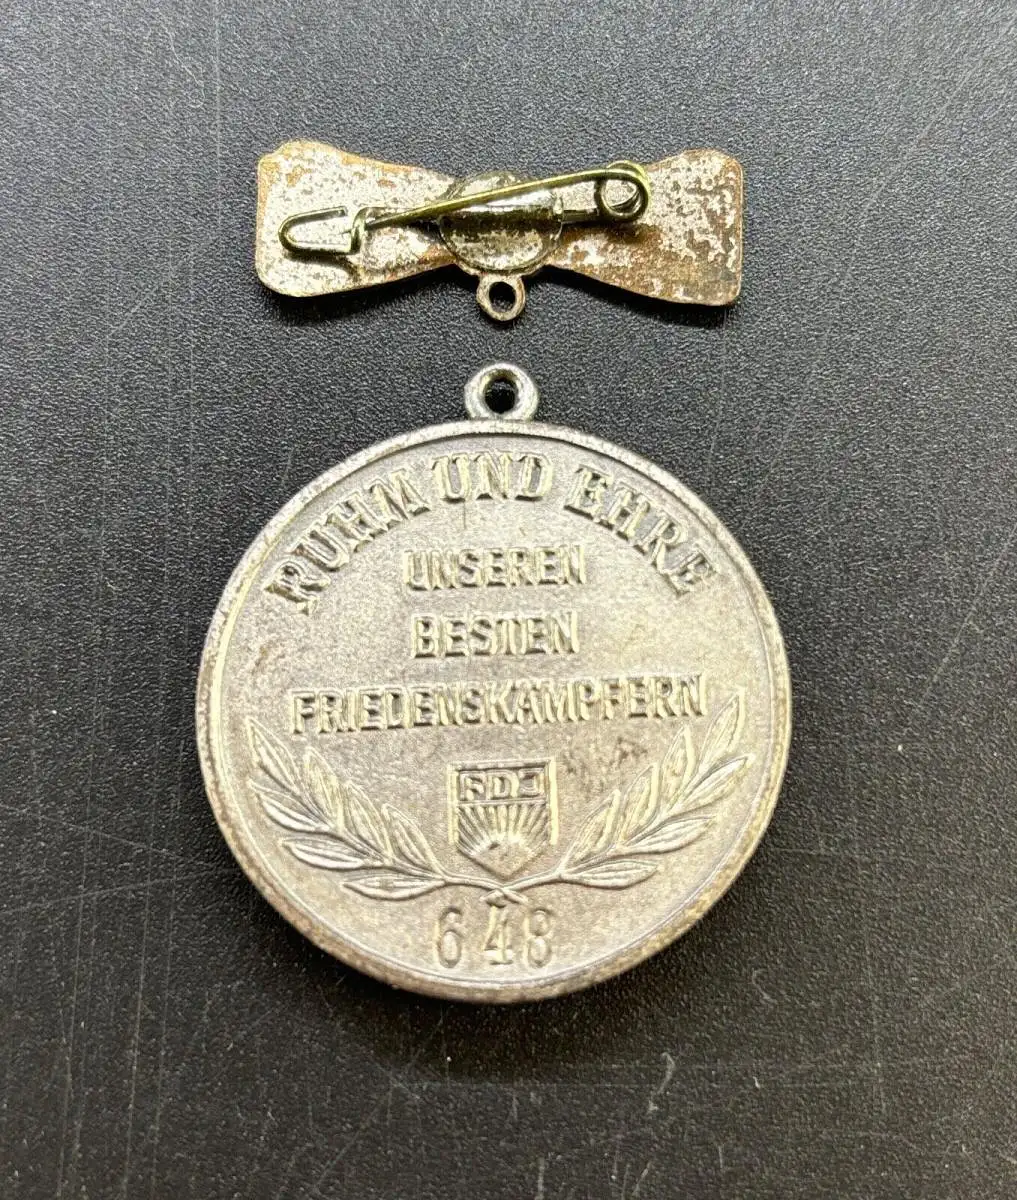 RUHM UND EHRE
UNSEREN
BESTEN
FRIEDENSKÄMPFERN
FDJ
648